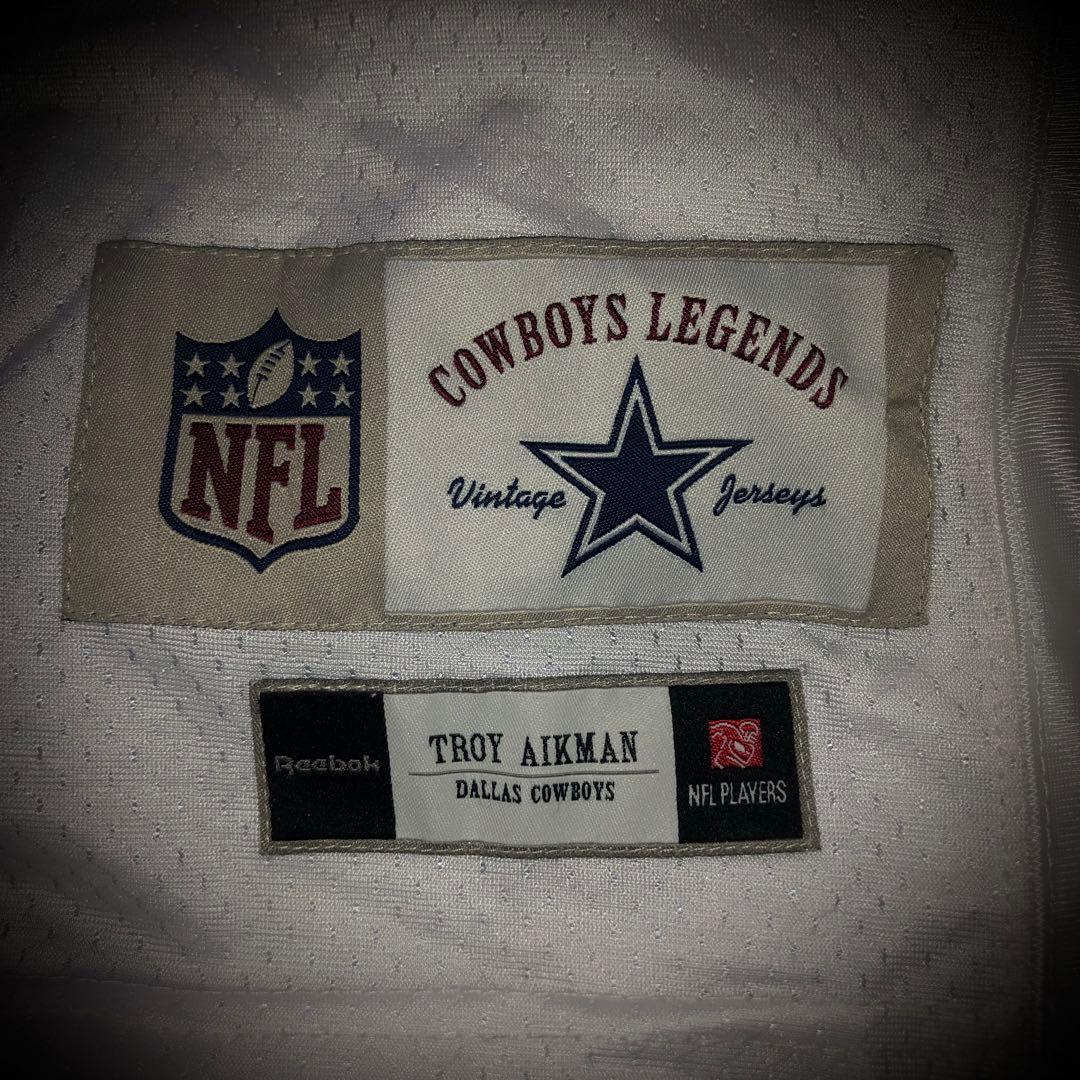 NFL
COWBOYS LEGENDS
Vintage Jerseys
Reebok
TROY AIKMAN
DALLAS COWBOYS
NFL PLAYERS